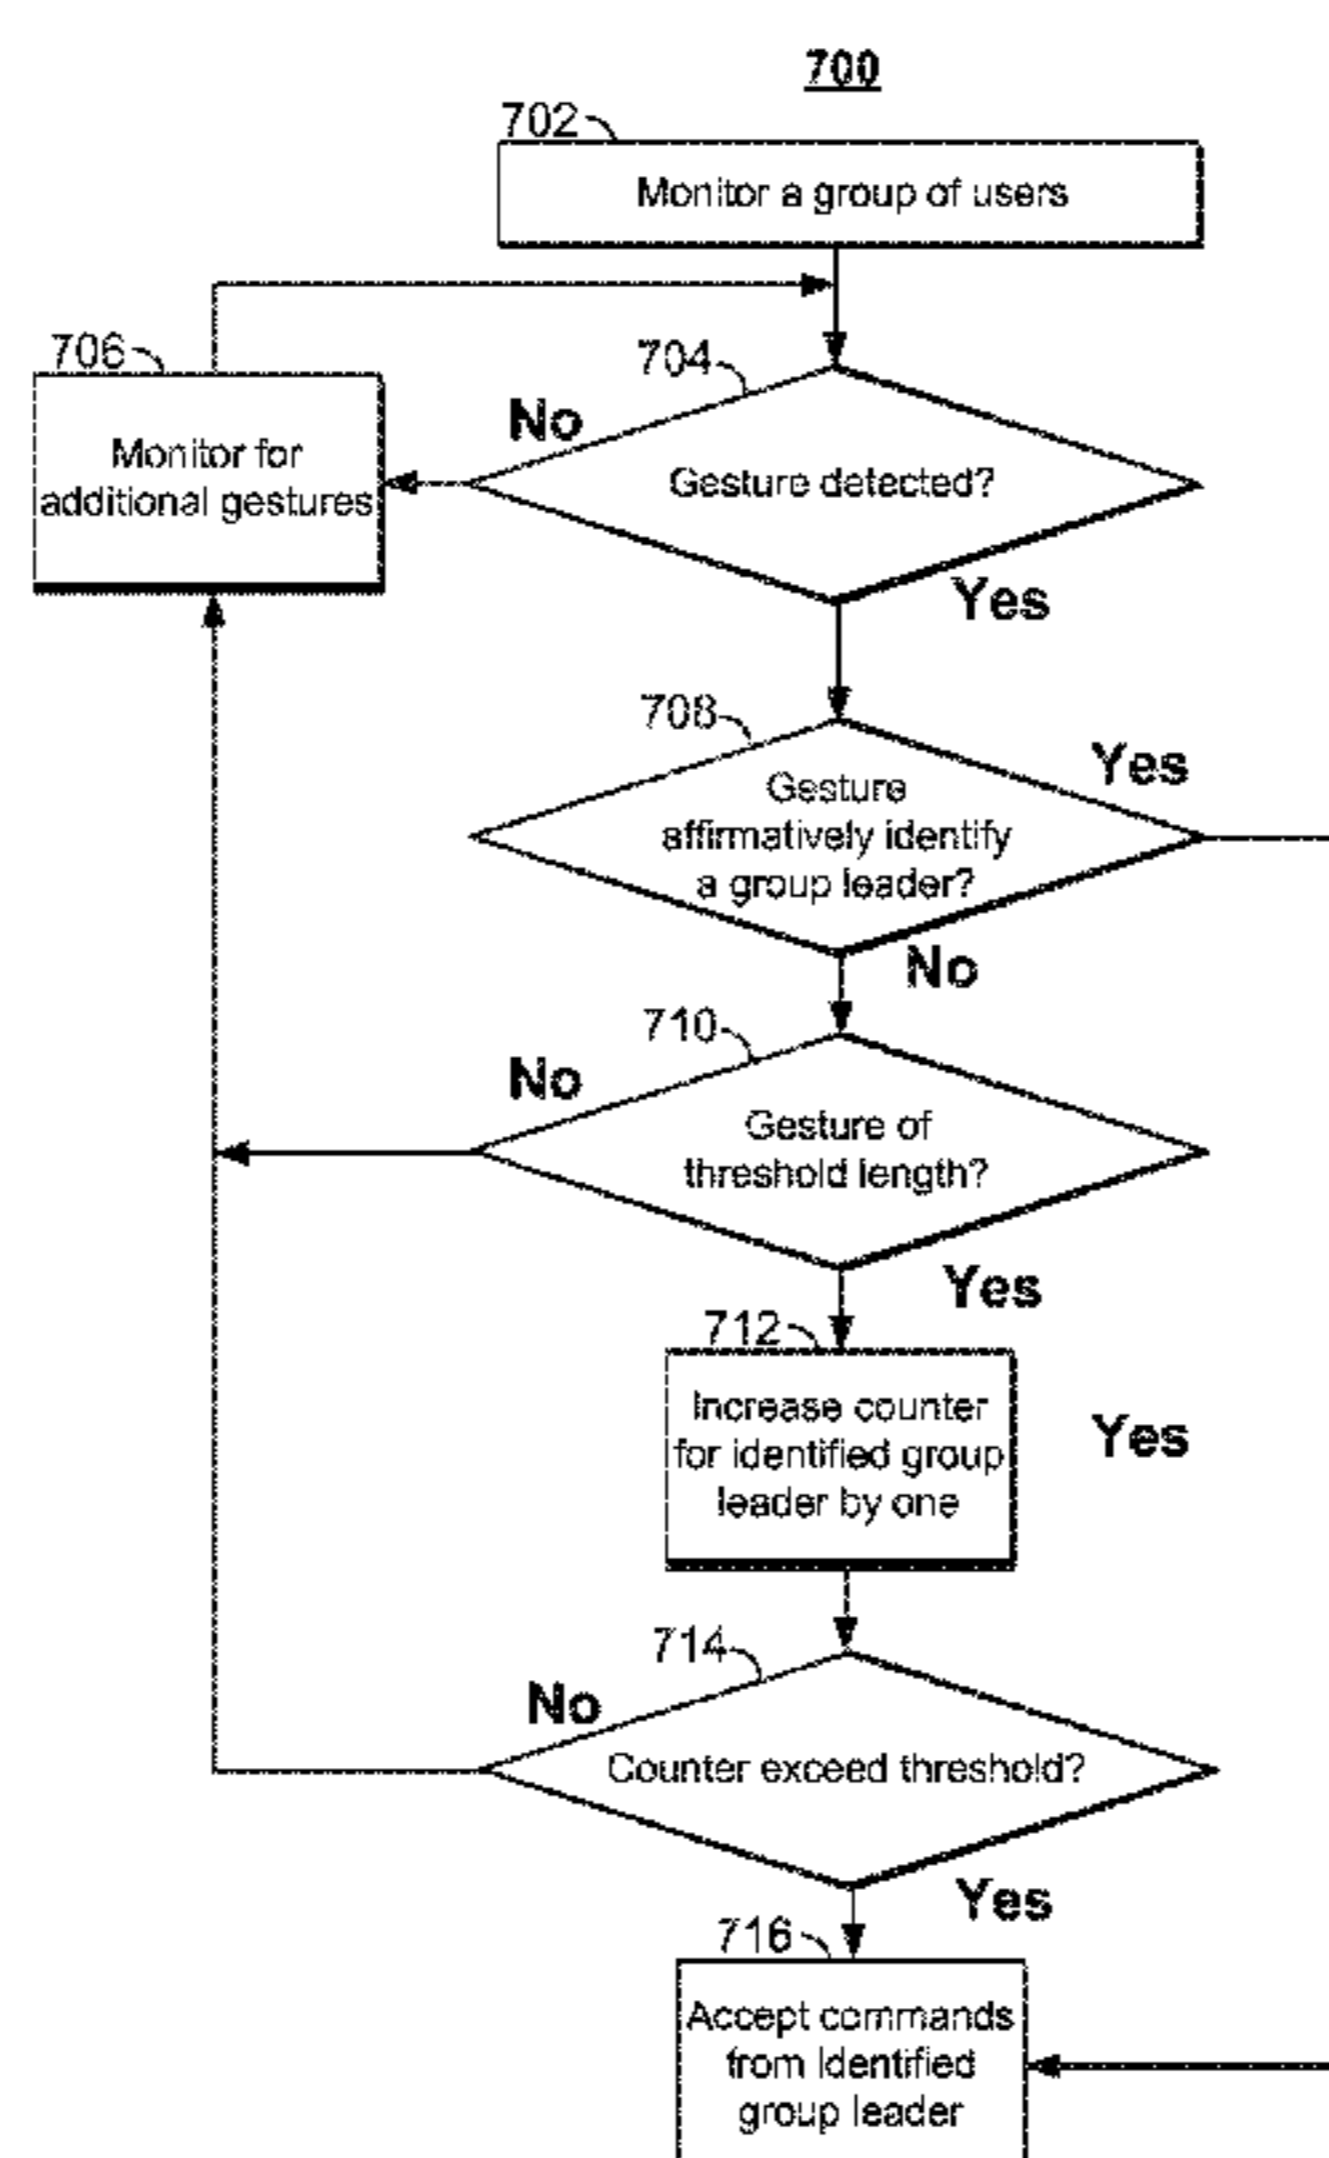 700
702
Monitor a group of users
706
704
No
Monitor for
additional gestures
Gesture detected?
Yes
708
Yes
Gesture
affirmatively identify
a group leader?
No
710
No
Gesture of
threshold length?
Yes
712
Increase counter
for identified group
leader by one
Yes
714
No
Counter exceed threshold?
Yes
716
Accept commands
from Identified
group leader